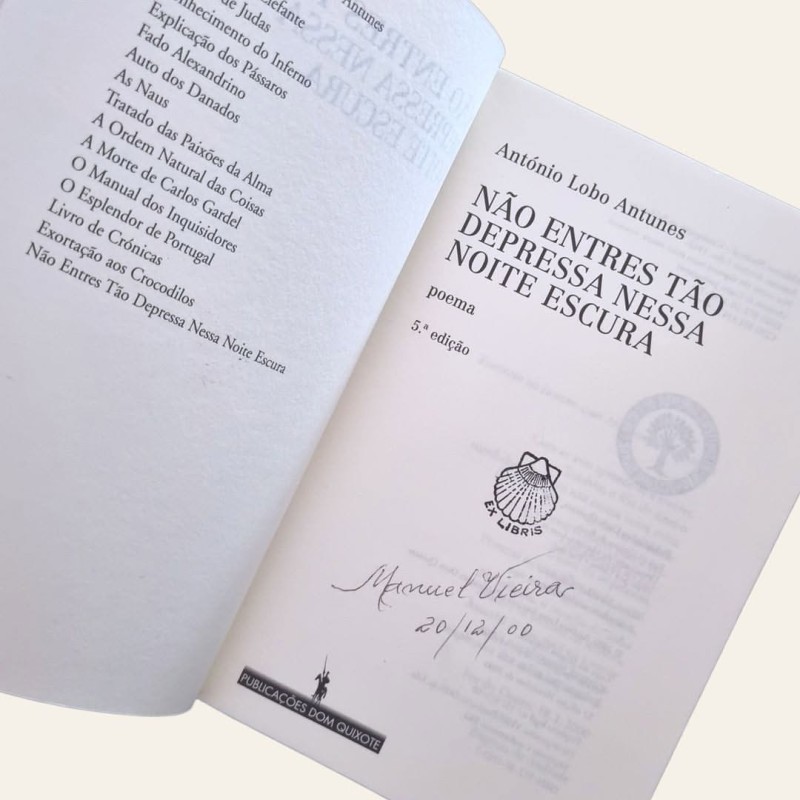 Antunes
elefante
de Judas
nhecimento do Inferno
Explicação dos Pássaros
Fado Alexandrino
Auto dos Danados
As Naus
Tratado das Paixões da Alma
A Ordem Natural das Coisas
A Morte de Carlos Gardel
O Manual dos Inquisidores
O Esplendor de Portugal
Livro de Crónicas
Exortação aos Crocodilos
Não Entres Tão Depressa Nessa Noite Escura
António Lobo Antunes
NÃO ENTRES TÃO
DEPRESSA NESSA
NOITE ESCURA
poema
5.ª edição
EX LIBRIS
Manuel Vieira
20/12/00
PUBLICAÇÕES DOM QUIXOTE